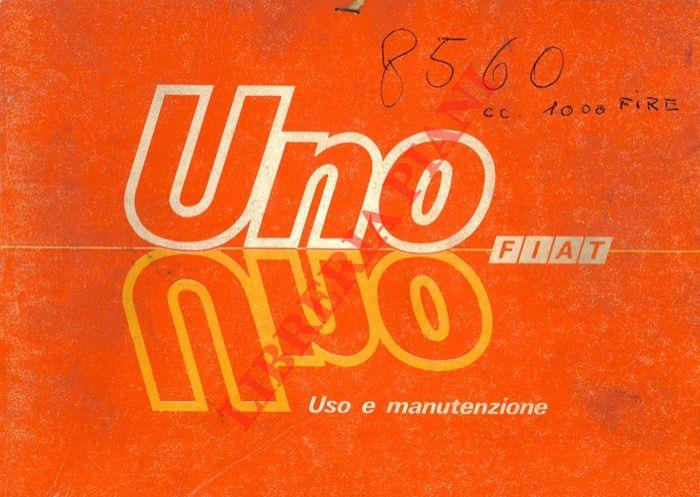 8560
cc. 1000 FIRE
Uno
FIAT
Uno
Uso e manutenzione
LIBRERIA PIANI